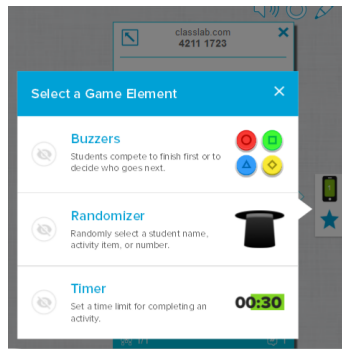 classlab.com
4211 1723
Select a Game Element
Buzzers
Students compete to finish first or to
decide who goes next.
Randomizer
Randomly select a student name,
activity item, or number.
Timer
Set a time limit for completing an
activity.
00:30